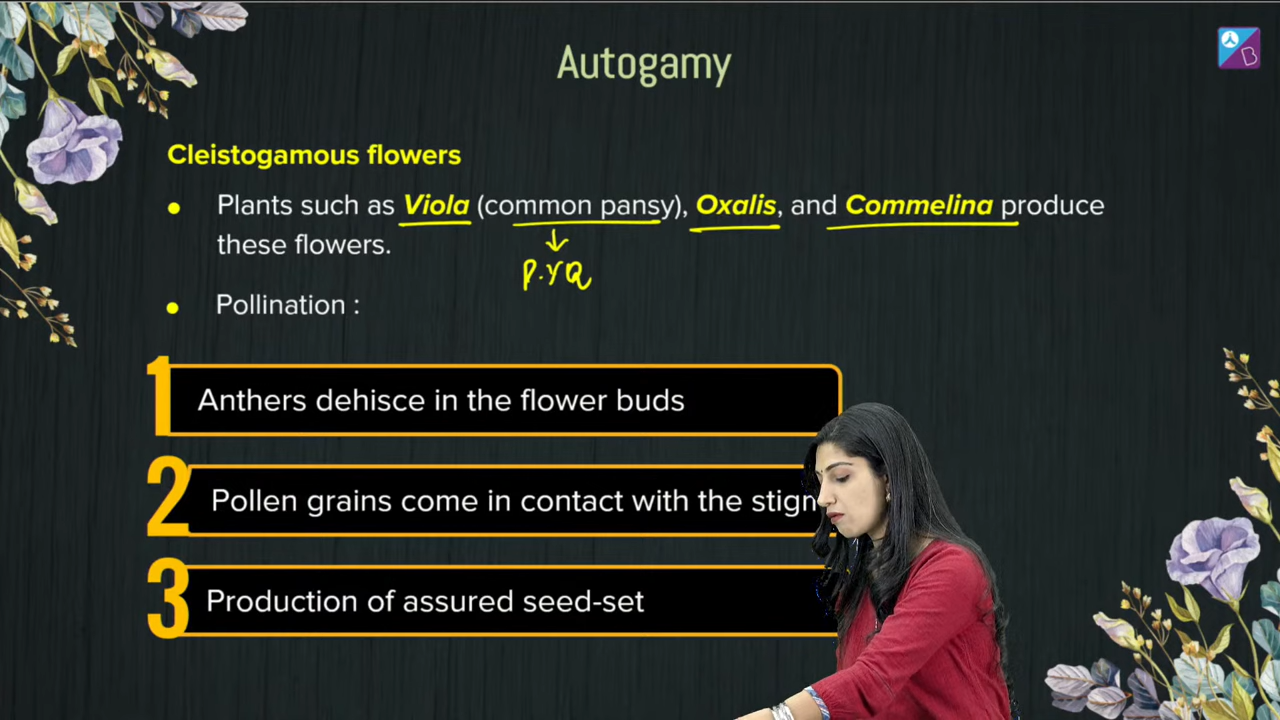 Autogamy
Cleistogamous flowers
• Plants such as Viola (common pansy), Oxalis, and Commelina produce
these flowers.
P.YQ
• Pollination :
1 Anthers dehisce in the flower buds
2 Pollen grains come in contact with the
3 Production of assured seed-set
B